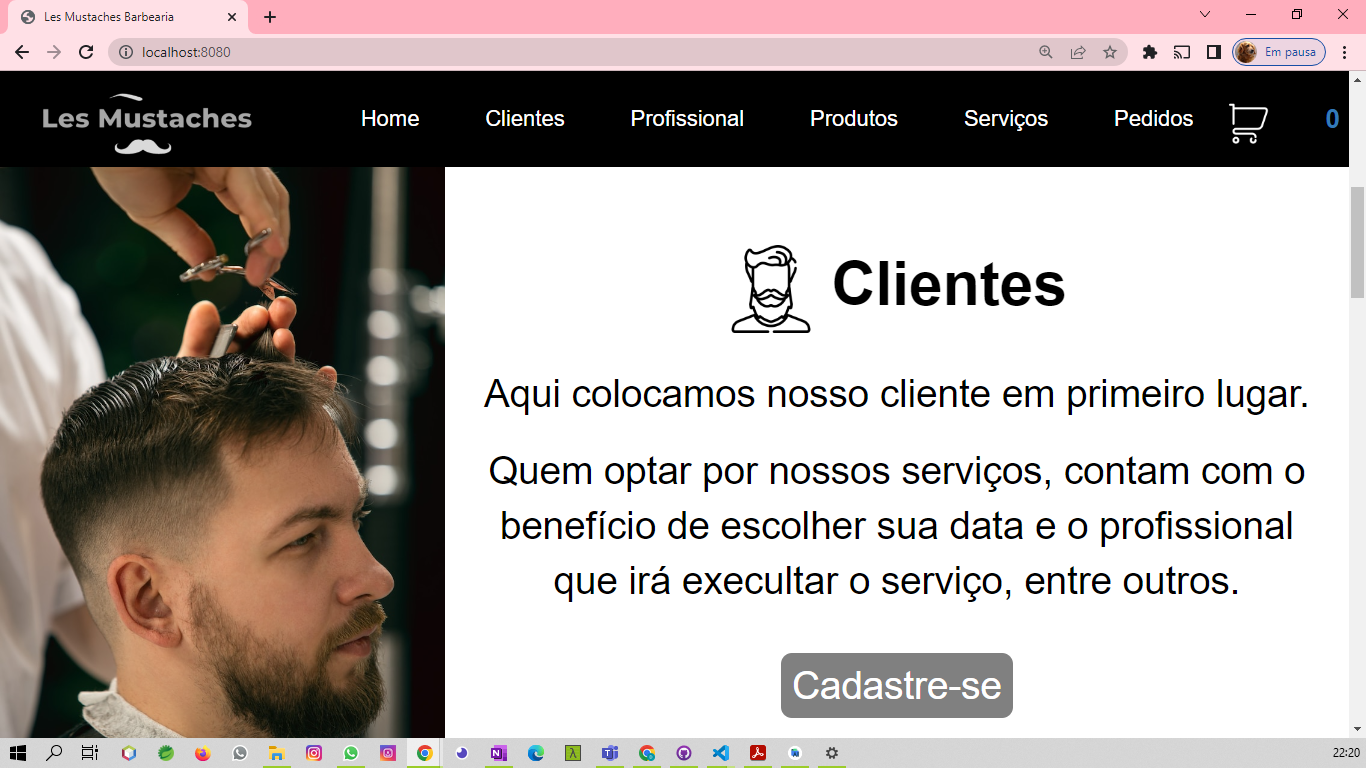 Les Mustaches Barbearia
localhost:8080
Em pausa
Les Mustaches
Home
Clientes
Profissional
Produtos
Serviços
Pedidos
0
Clientes
Aqui colocamos nosso cliente em primeiro lugar.
Quem optar por nossos serviços, contam com o
benefício de escolher sua data e o profissional
que irá execultar o serviço, entre outros.
Cadastre-se
22:20